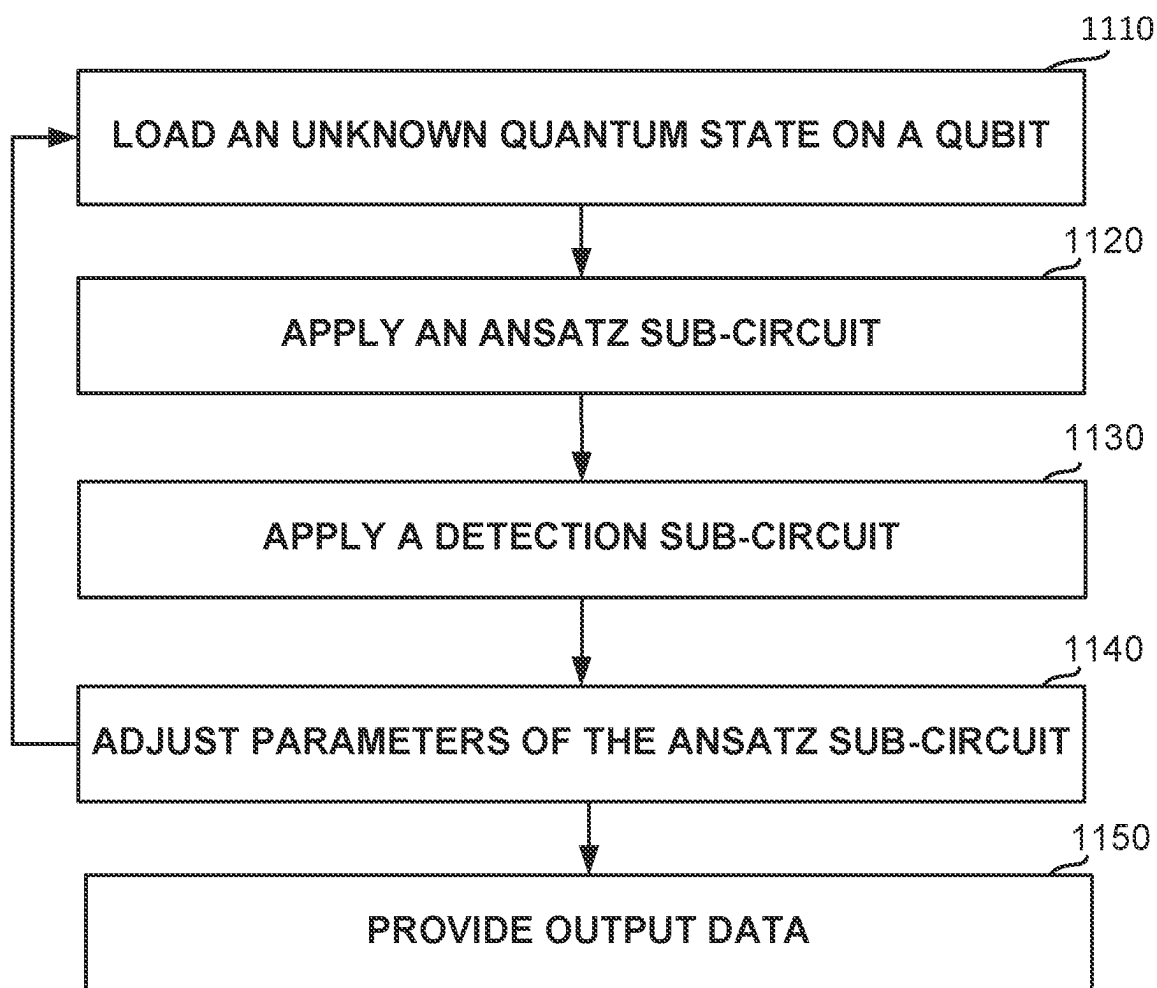 1110
LOAD AN UNKNOWN QUANTUM STATE ON A QUBIT
1120
APPLY AN ANSATZ SUB-CIRCUIT
1130
APPLY A DETECTION SUB-CIRCUIT
1140
ADJUST PARAMETERS OF THE ANSATZ SUB-CIRCUIT
1150
PROVIDE OUTPUT DATA